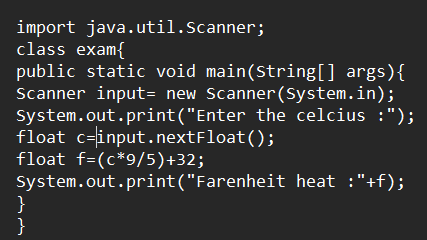 import java.util.Scanner;
class exam{
public static void main(String[] args){
Scanner input= new Scanner(System.in);
System.out.print("Enter the celcius :");
float c=input.nextFloat();
float f=(c*9/5)+32;
System.out.print("Farenheit heat :"+f);
}
}